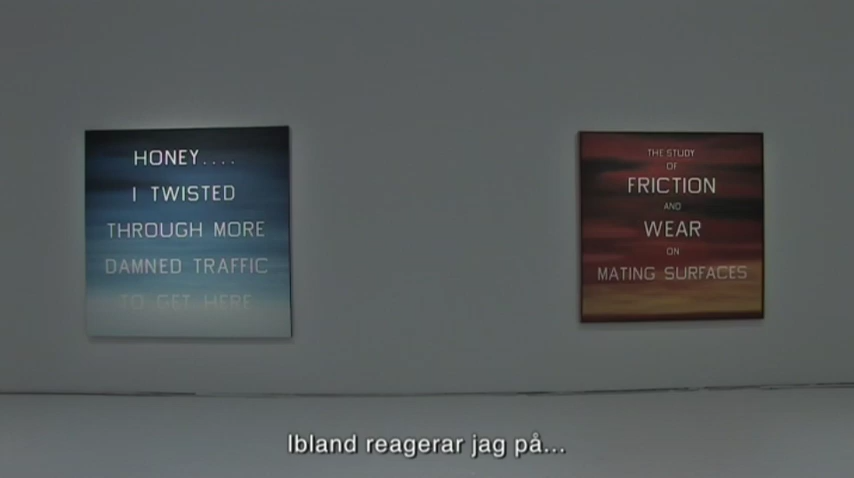 HONEY....
I TWISTED
THROUGH MORE
DAMNED TRAFFIC
TO GET HERE
THE STUDY
OF
FRICTION
AND
WEAR
ON
MATING SURFACES
Ibland reagerar jag på...